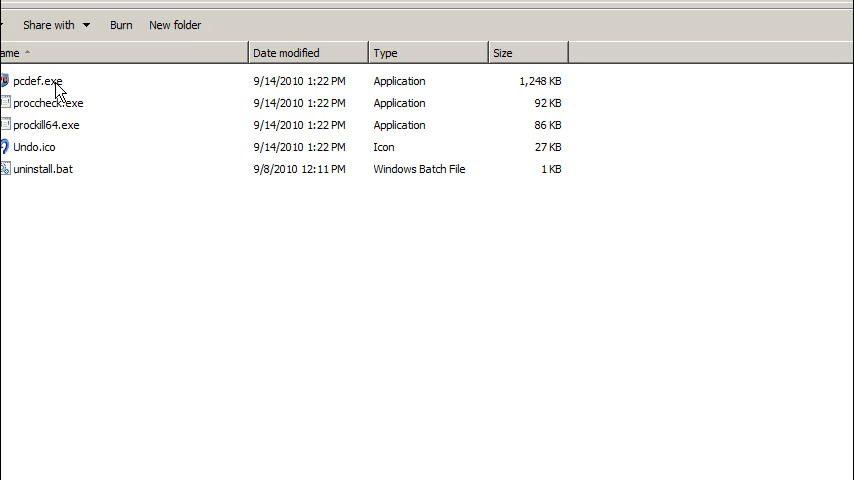 Share with Burn New folder
ame Date modified Type Size
pcdef.exe 9/14/2010 1:22 PM Application 1,248 KB
proccheck.exe 9/14/2010 1:22 PM Application 92 KB
prockill64.exe 9/14/2010 1:22 PM Application 86 KB
Undo.ico 9/14/2010 1:22 PM Icon 27 KB
uninstall.bat 9/8/2010 12:11 PM Windows Batch File 1 KB